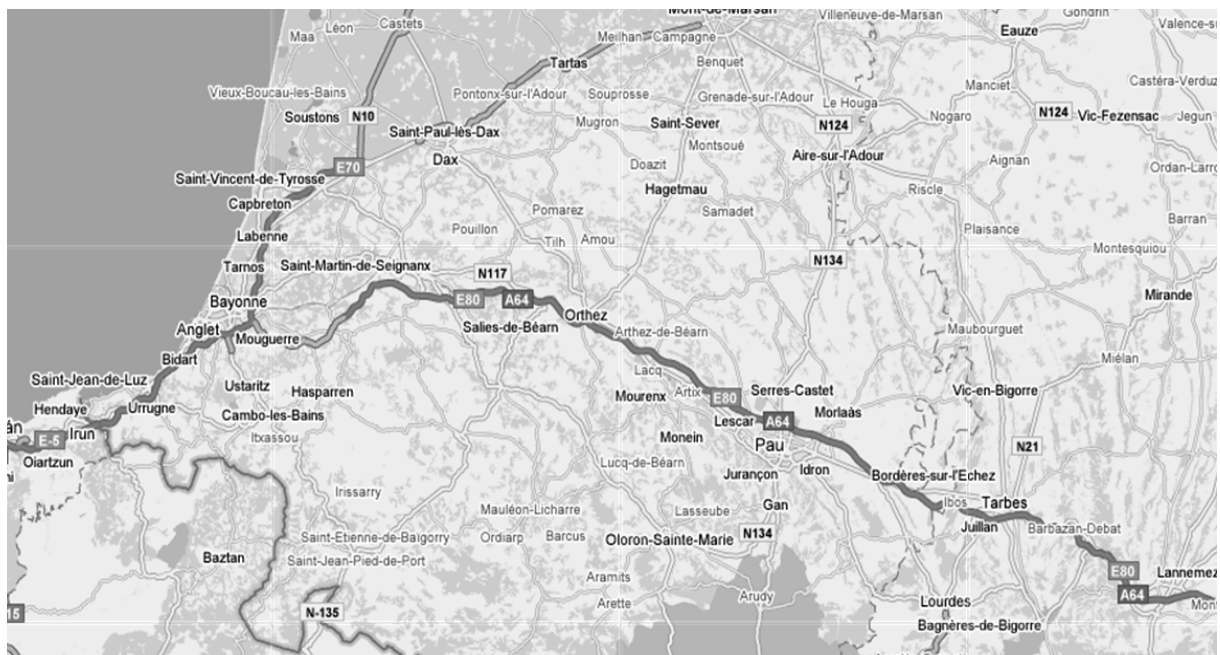 Mont-de-Marsan
Villeneuve-de-Marsan
Gondrin
Léon
Castets
Maa
Meilhan
Campagne
Eauze
Tartas
Benquet
Manciet
Castéra-Verduz
Vieux-Boucau-les-Bains
Pontonx-sur-l'Adour
Souprosse
Grenade-sur-l'Adour
Le Houga
Soustons
N10
Mugron
Saint-Sever
N124
Nogaro
N124
Vic-Fezensac
Jegun
Saint-Paul-lès-Dax
Montsoué
Dax
Doazit
Aire-sur-l'Adour
Aignan
Ordan-Larro
E70
Saint-Vincent-de-Tyrosse
Hagetmau
Riscle
Capbreton
Pomarez
Samadet
Barran
Labenne
Pouillon
Tilh
Amou
Plaisance
Montesquiou
Tarnos
Saint-Martin-de-Seignanx
N117
N134
Bayonne
E80
A64
Mirande
Orthez
Anglet
Mouguerre
Salies-de-Béarn
Arthez-de-Béarn
Maubourguet
Bidart
Miélan
Lacq
Saint-Jean-de-Luz
Ustaritz
Hasparren
Mourenx
Artix
E80
Serres-Castet
Vic-en-Bigorre
Hendaye
Urrugne
Cambo-les-Bains
Lescar
A64
Morlaàs
án
E-5
Irun
Itxassou
Monein
Pau
N21
Oiartzun
Lucq-de-Béarn
Jurançon
Idron
Bordères-sur-l'Echez
ni
Irissarry
Ibos
Tarbes
Mauléon-Licharre
Lasseube
Gan
Juillan
Barbazan-Debat
Saint-Etienne-de-Baigorry
Ordiarp
Barcus
Oloron-Sainte-Marie
N134
Baztan
Saint-Jean-Pied-de-Port
E80
Lannemez
Aramits
A64
15
N-135
Arette
Arudy
Lourdes
Mont
Bagnères-de-Bigorre